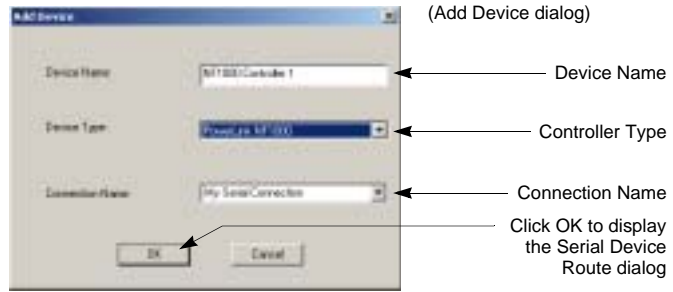 Add Device
(Add Device dialog)
Device Name
NF1000 Controller 1
Device Name
Device Type
PowerLink NF1000
Controller Type
Connection Name
My Serial Connection
Connection Name
Click OK to display
the Serial Device
Route dialog
OK
Cancel